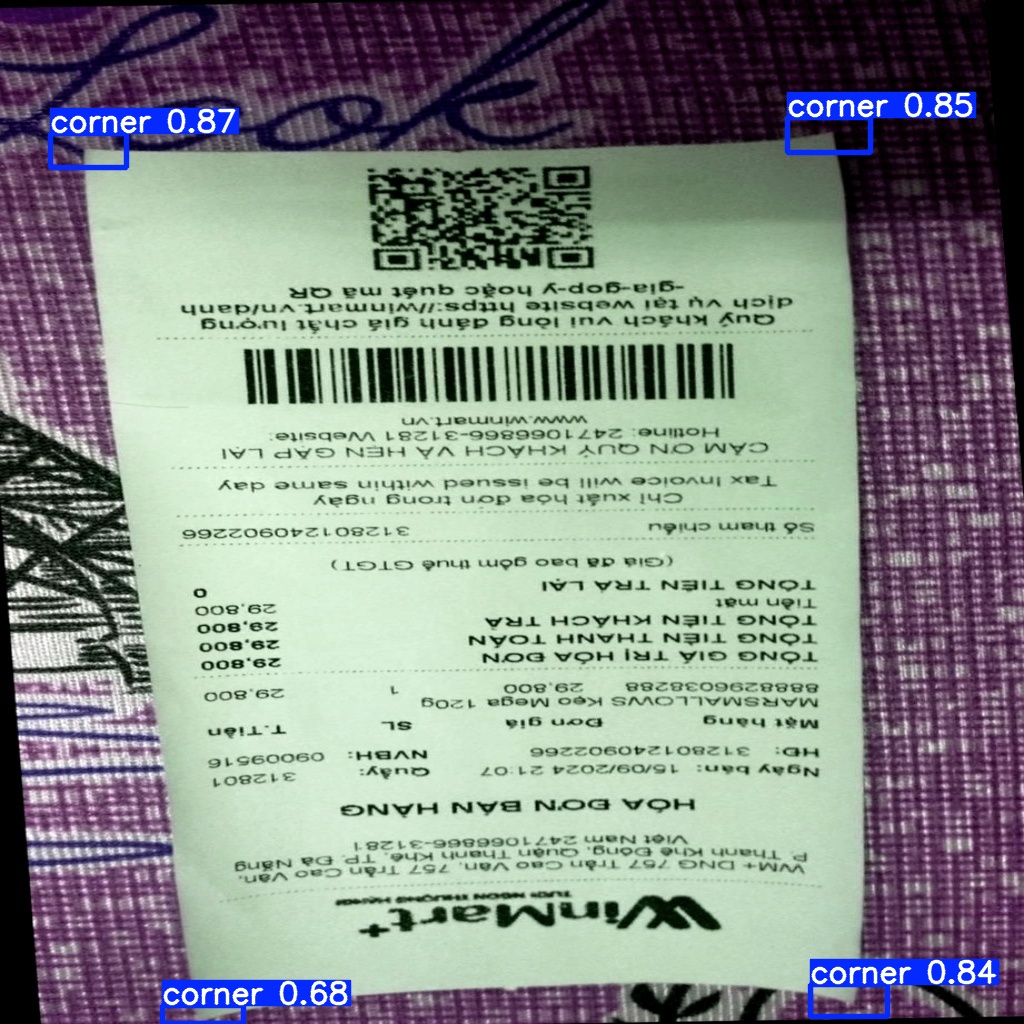 WinMart+
TƯƠI NGON THƯỢNG HẠNG
WM+ DNG 757 Trần Cao Vân, 757 Trần Cao Vân,
P. Thanh Khê Đông, Quận Thanh Khê, TP. Đà Nẵng
Việt Nam 2471066866-31281
HÓA ĐƠN BÁN HÀNG
Ngày bán: 15/09/2024 21:07 Quầy: 312801
HĐ: 31280124090226​6 NVBH: 09009516
Mặt hàng Đơn giá SL T.Tiền
MARSMALLOWS Kẹo Mega 120g
8888296038288 29,800 1 29,800
TỔNG GIÁ TRỊ HÓA ĐƠN 29,800
TỔNG TIỀN THANH TOÁN 29,800
TỔNG TIỀN KHÁCH TRẢ 29,800
Tiền mặt 29,800
TỔNG TIỀN TRẢ LẠI 0
(Giá đã bao gồm thuế GTGT)
Số tham chiếu 312801240902266
Chỉ xuất hóa đơn trong ngày
Tax Invoice will be issued within same day
CẢM ƠN QUÝ KHÁCH VÀ HẸN GẶP LẠI
Hotline: 2471066866-31281 Website:
www.winmart.vn
Quý khách vui lòng đánh giá chất lượng
dịch vụ tại website https://winmart.vn/danh
-gia-gop-y hoặc quét mã QR
Look
corner 0.87
corner 0.85
corner 0.68
corner 0.84